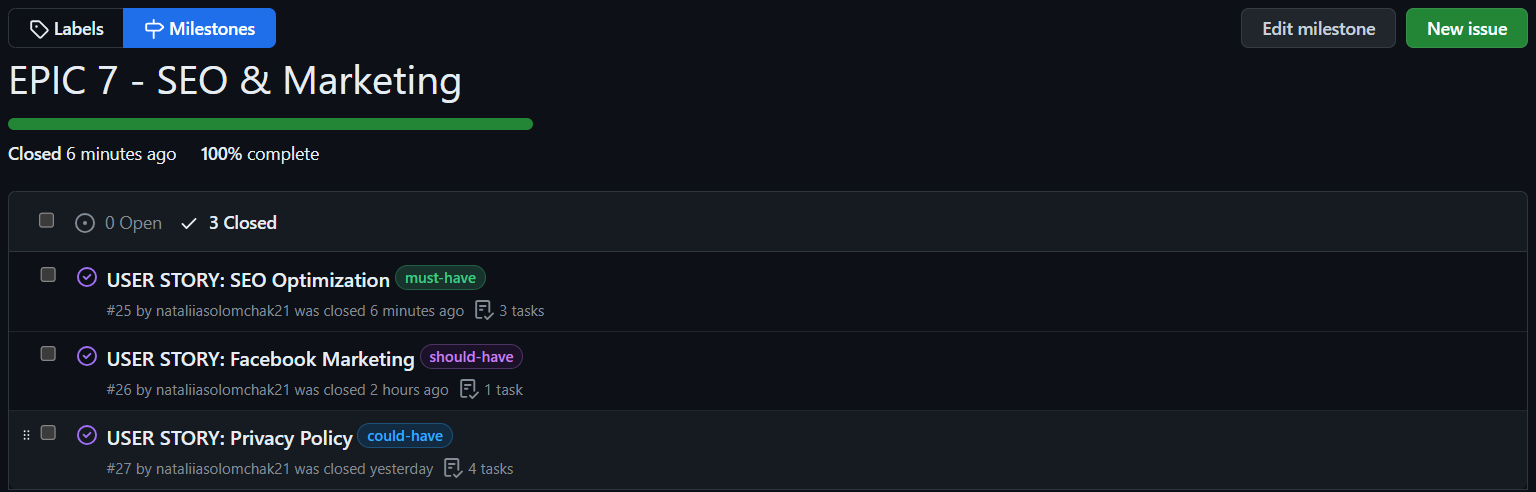 Labels Milestones Edit milestone New issue
EPIC 7 - SEO & Marketing
Closed 6 minutes ago 100% complete
0 Open 3 Closed
USER STORY: SEO Optimization must-have
#25 by nataliiasolomchak21 was closed 6 minutes ago 3 tasks
USER STORY: Facebook Marketing should-have
#26 by nataliiasolomchak21 was closed 2 hours ago 1 task
USER STORY: Privacy Policy could-have
#27 by nataliiasolomchak21 was closed yesterday 4 tasks